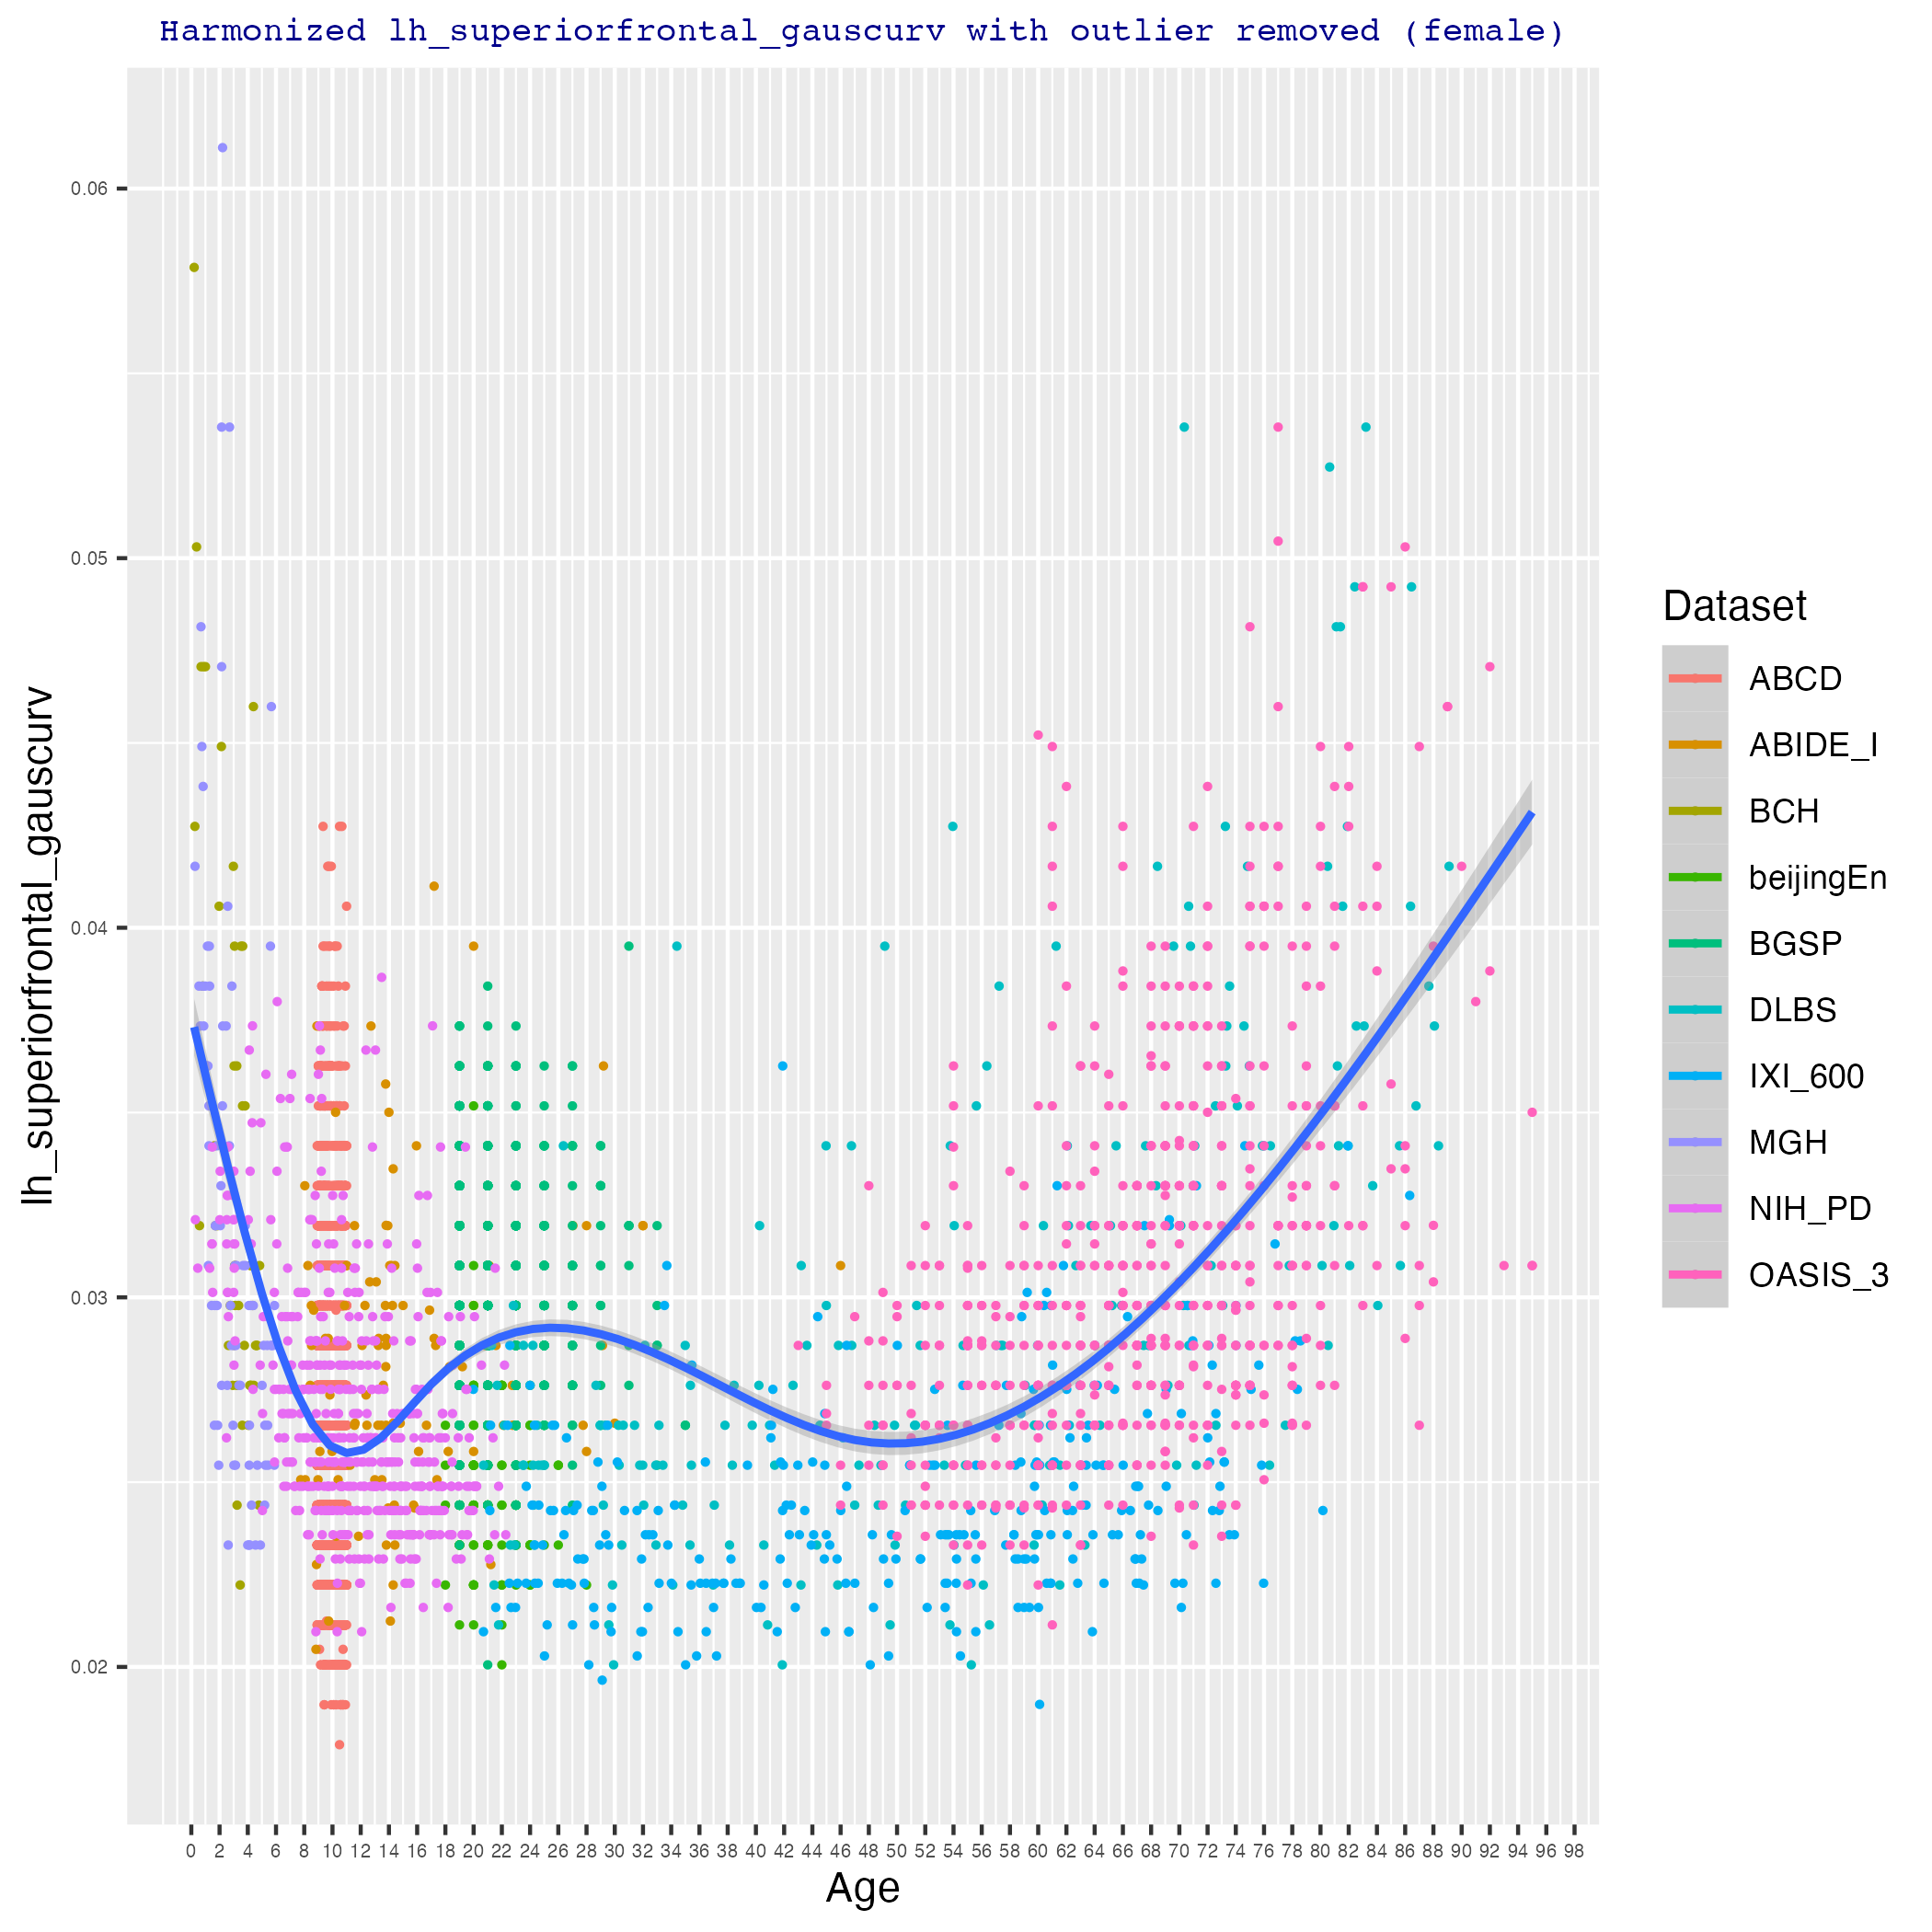 Harmonized lh_superiorfrontal_gauscurv with outlier removed (female)
lh_superiorfrontal_gauscurv
0.06
0.05
0.04
0.03
0.02
0 2 4 6 8 10 12 14 16 18 20 22 24 26 28 30 32 34 36 38 40 42 44 46 48 50 52 54 56 58 60 62 64 66 68 70 72 74 76 78 80 82 84 86 88 90 92 94 96 98
Age
Dataset
ABCD
ABIDE_I
BCH
beijingEn
BGSP
DLBS
IXI_600
MGH
NIH_PD
OASIS_3